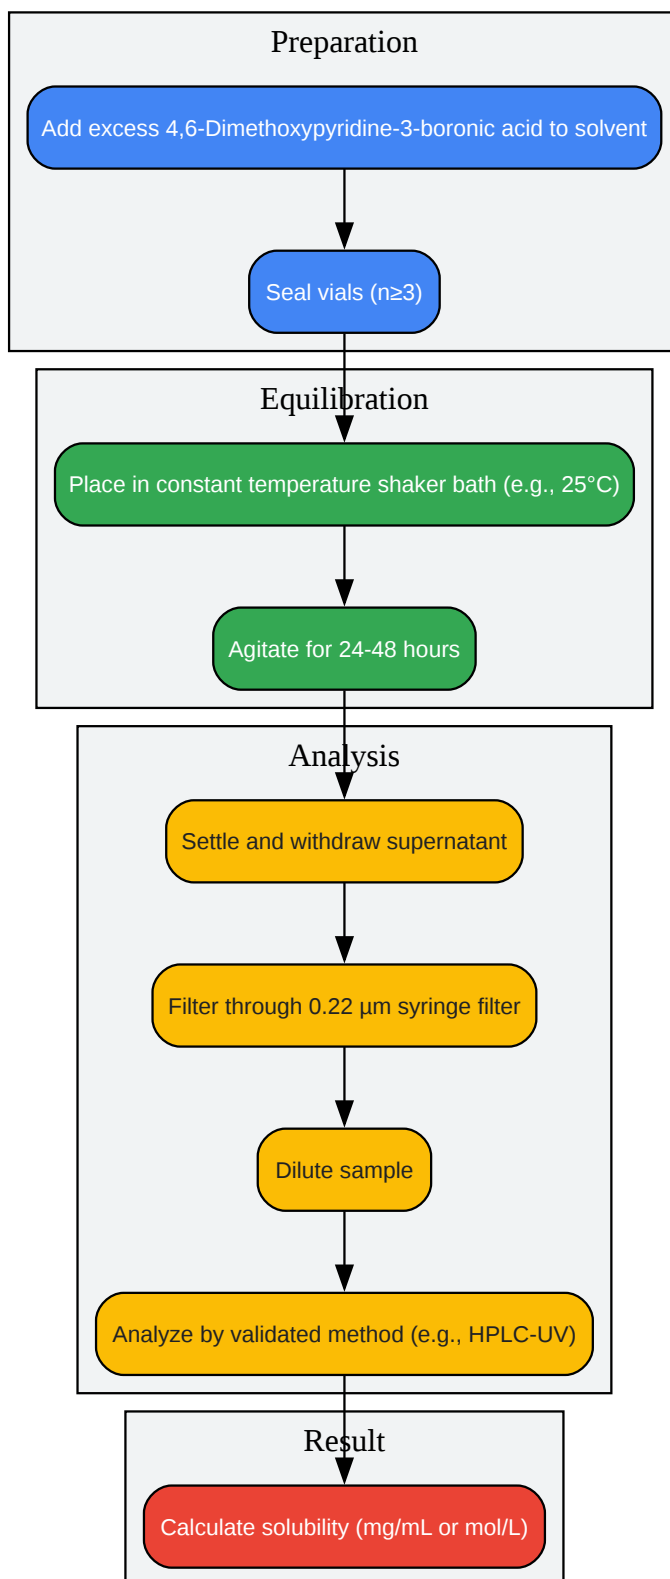 Preparation
Add excess 4,6-Dimethoxypyridine-3-boronic acid to solvent
Seal vials (n≥3)
Equilibration
Place in constant temperature shaker bath (e.g., 25°C)
Agitate for 24-48 hours
Analysis
Settle and withdraw supernatant
Filter through 0.22 µm syringe filter
Dilute sample
Analyze by validated method (e.g., HPLC-UV)
Result
Calculate solubility (mg/mL or mol/L)